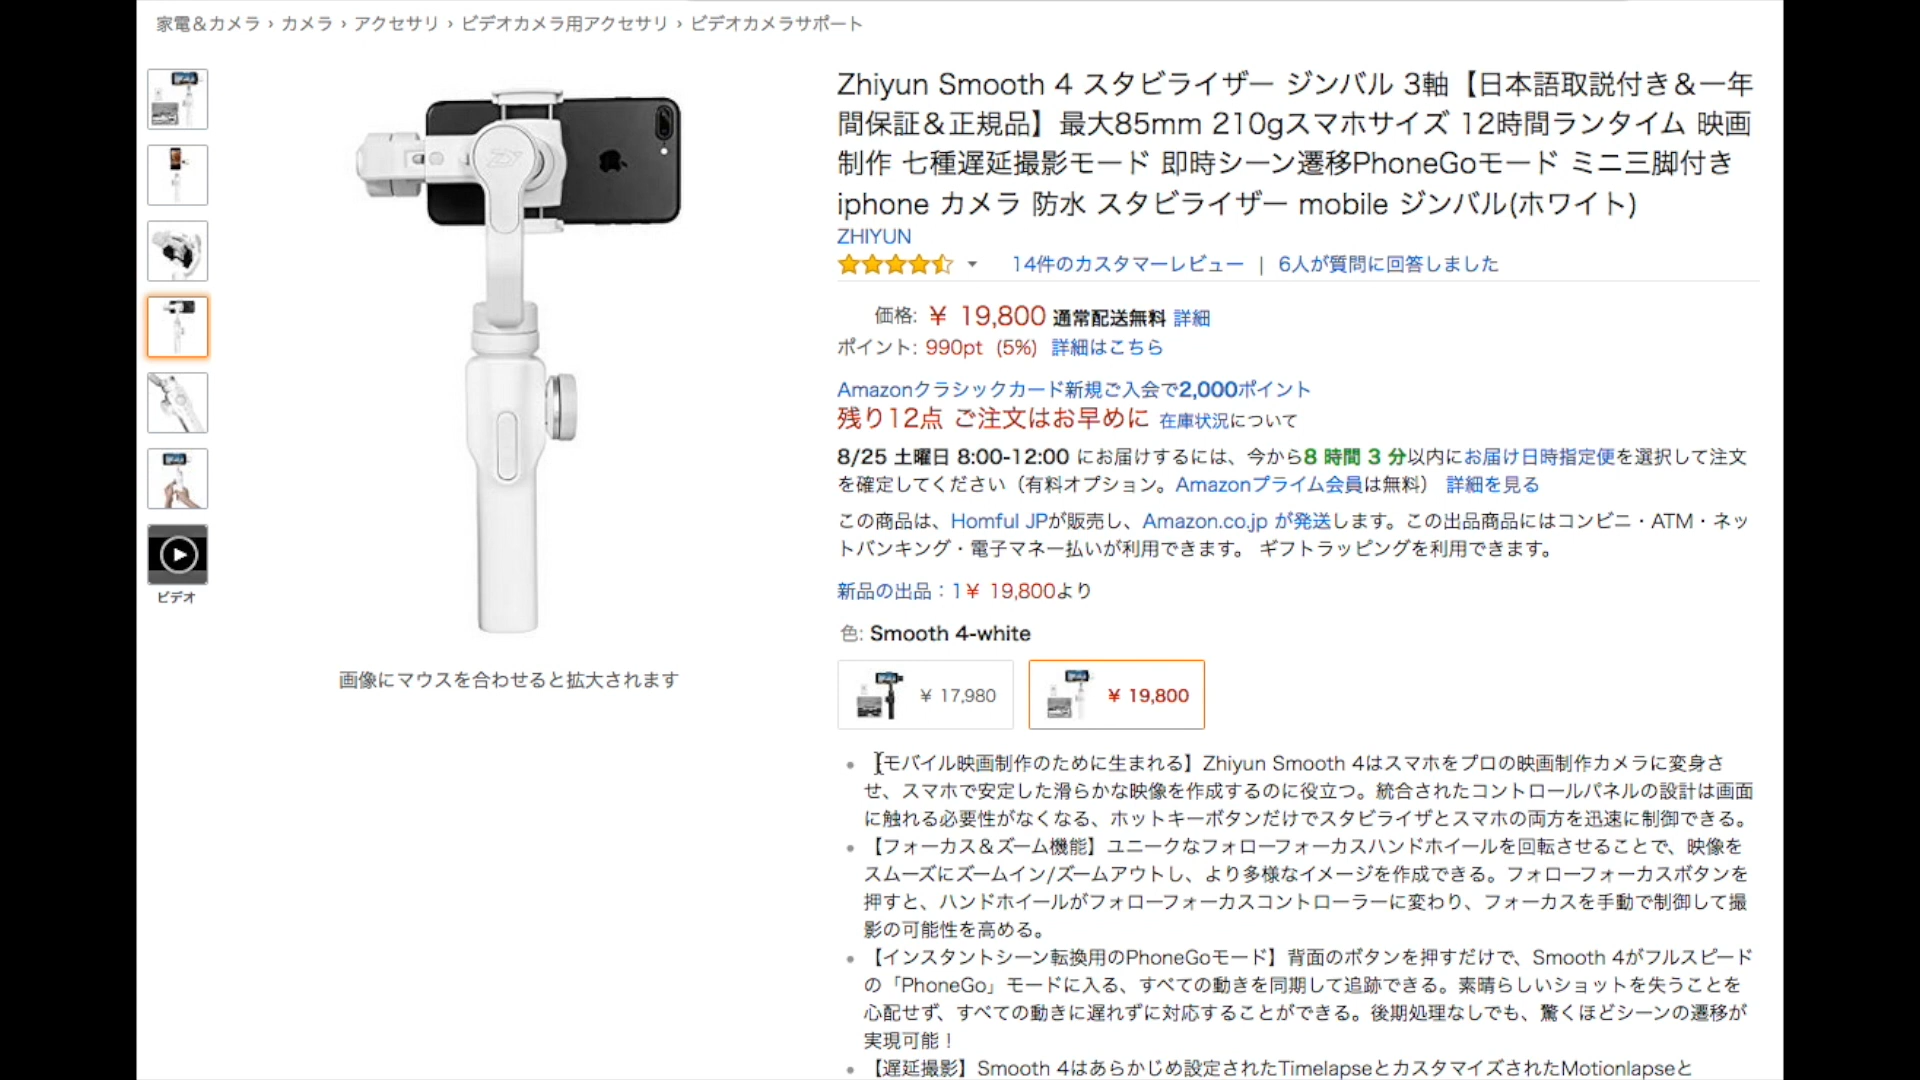 家電＆カメラ › カメラ › アクセサリ › ビデオカメラ用アクセサリ › ビデオカメラサポート
Zhiyun Smooth 4 スタビライザー ジンバル 3軸【日本語取説付き＆一年
間保証＆正規品】最大85mm 210gスマホサイズ 12時間ランタイム 映画
制作 七種遅延撮影モード 即時シーン遷移PhoneGoモード ミニ三脚付き
iphone カメラ 防水 スタビライザー mobile ジンバル(ホワイト)
ZHIYUN
14件のカスタマーレビュー | 6人が質問に回答しました
価格: ￥ 19,800 通常配送無料 詳細
ポイント: 990pt (5%) 詳細はこちら
Amazonクラシックカード新規ご入会で2,000ポイント
残り12点 ご注文はお早めに 在庫状況について
8/25 土曜日 8:00-12:00 にお届けするには、今から8 時間 3 分以内にお届け日時指定便を選択して注文
を確定してください（有料オプション。Amazonプライム会員は無料） 詳細を見る
この商品は、Homful JPが販売し、Amazon.co.jp が発送します。この出品商品にはコンビニ・ATM・ネッ
トバンキング・電子マネー払いが利用できます。 ギフトラッピングを利用できます。
新品の出品：1￥ 19,800より
色: Smooth 4-white
￥ 17,980
￥ 19,800
ビデオ
画像にマウスを合わせると拡大されます
【モバイル映画制作のために生まれる】Zhiyun Smooth 4はスマホをプロの映画制作カメラに変身さ
せ、スマホで安定した滑らかな映像を作成するのに役立つ。統合されたコントロールパネルの設計は画面
に触れる必要性がなくなる、ホットキーボタンだけでスタビライザとスマホの両方を迅速に制御できる。
【フォーカス＆ズーム機能】ユニークなフォローフォーカスハンドホイールを回転させることで、映像を
スムーズにズームイン/ズームアウトし、より多様なイメージを作成できる。フォローフォーカスボタンを
押すと、ハンドホイールがフォローフォーカスコントローラーに変わり、フォーカスを手動で制御して撮
影の可能性を高める。
【インスタントシーン転換用のPhoneGoモード】背面のボタンを押すだけで、Smooth 4がフルスピード
の「PhoneGo」モードに入る、すべての動きを同期して追跡できる。素晴らしいショットを失うことを
心配せず、すべての動きに遅れずに対応することができる。後期処理なしでも、驚くほどシーンの遷移が
実現可能！
【遅延撮影】Smooth 4はあらかじめ設定されたTimelapseとカスタマイズされたMotionlapseと